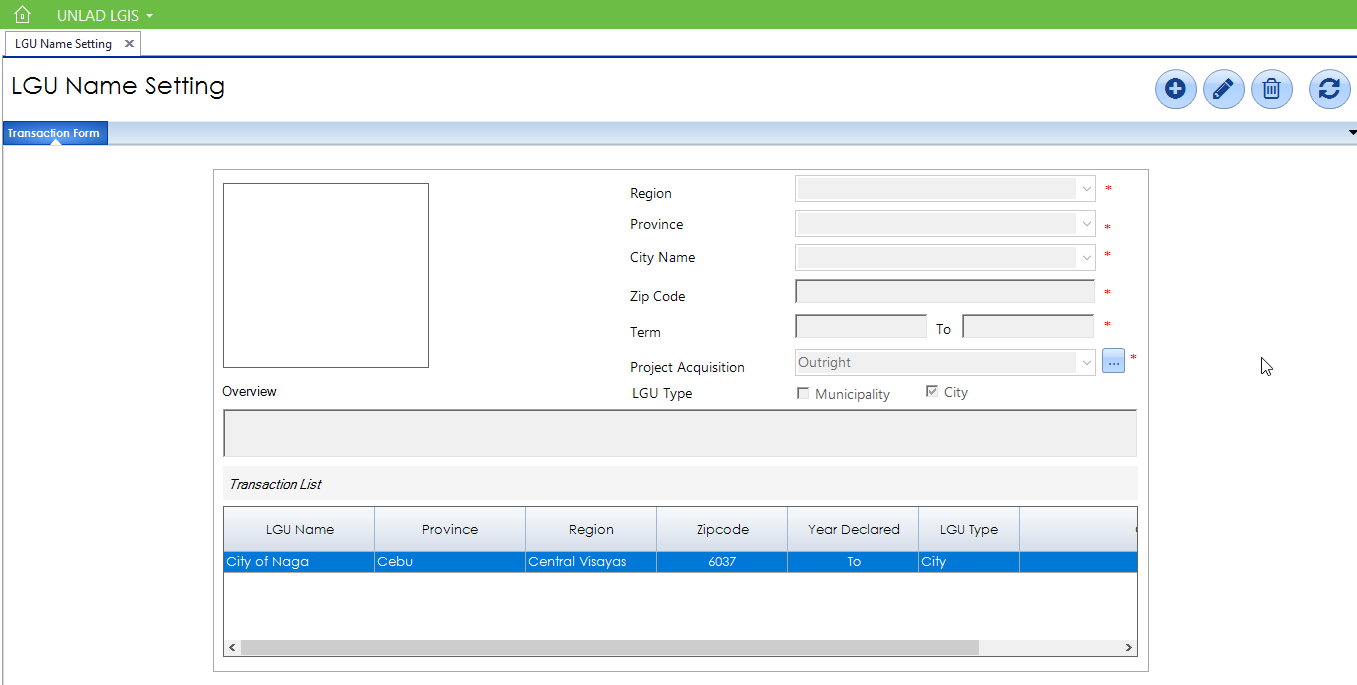 UNLAD LGIS
LGU Name Setting
LGU Name Setting
Transaction Form
Region *
Province *
City Name *
Zip Code *
Term To *
Project Acquisition Outright ... *
LGU Type Municipality City
Overview
Transaction List
LGU Name Province Region Zipcode Year Declared LGU Type
City of Naga Cebu Central Visayas 6037 To City